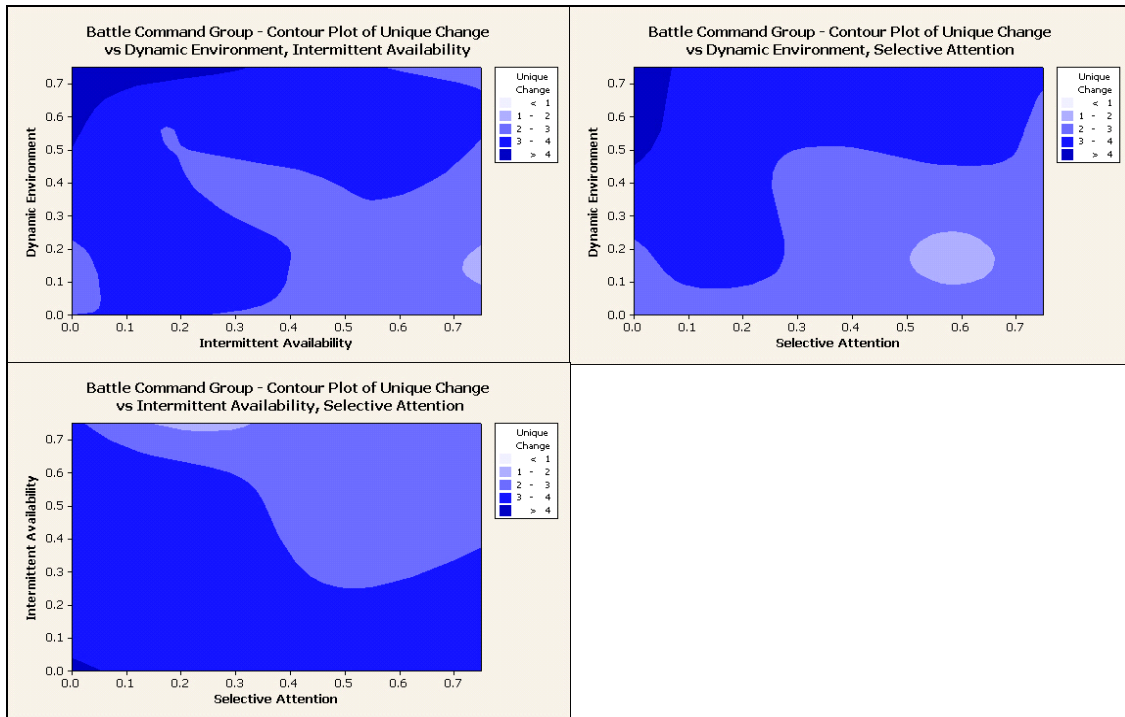 Battle Command Group - Contour Plot of Unique Change
vs Dynamic Environment, Intermittent Availability
Unique
Change
< 1
1 - 2
2 - 3
3 - 4
> 4
Dynamic Environment
0.7
0.6
0.5
0.4
0.3
0.2
0.1
0.0
0.0 0.1 0.2 0.3 0.4 0.5 0.6 0.7
Intermittent Availability
Battle Command Group - Contour Plot of Unique Change
vs Dynamic Environment, Selective Attention
Unique
Change
< 1
1 - 2
2 - 3
3 - 4
> 4
Dynamic Environment
0.7
0.6
0.5
0.4
0.3
0.2
0.1
0.0
0.0 0.1 0.2 0.3 0.4 0.5 0.6 0.7
Selective Attention
Battle Command Group - Contour Plot of Unique Change
vs Intermittent Availability, Selective Attention
Unique
Change
< 1
1 - 2
2 - 3
3 - 4
> 4
Intermittent Availability
0.7
0.6
0.5
0.4
0.3
0.2
0.1
0.0
0.0 0.1 0.2 0.3 0.4 0.5 0.6 0.7
Selective Attention